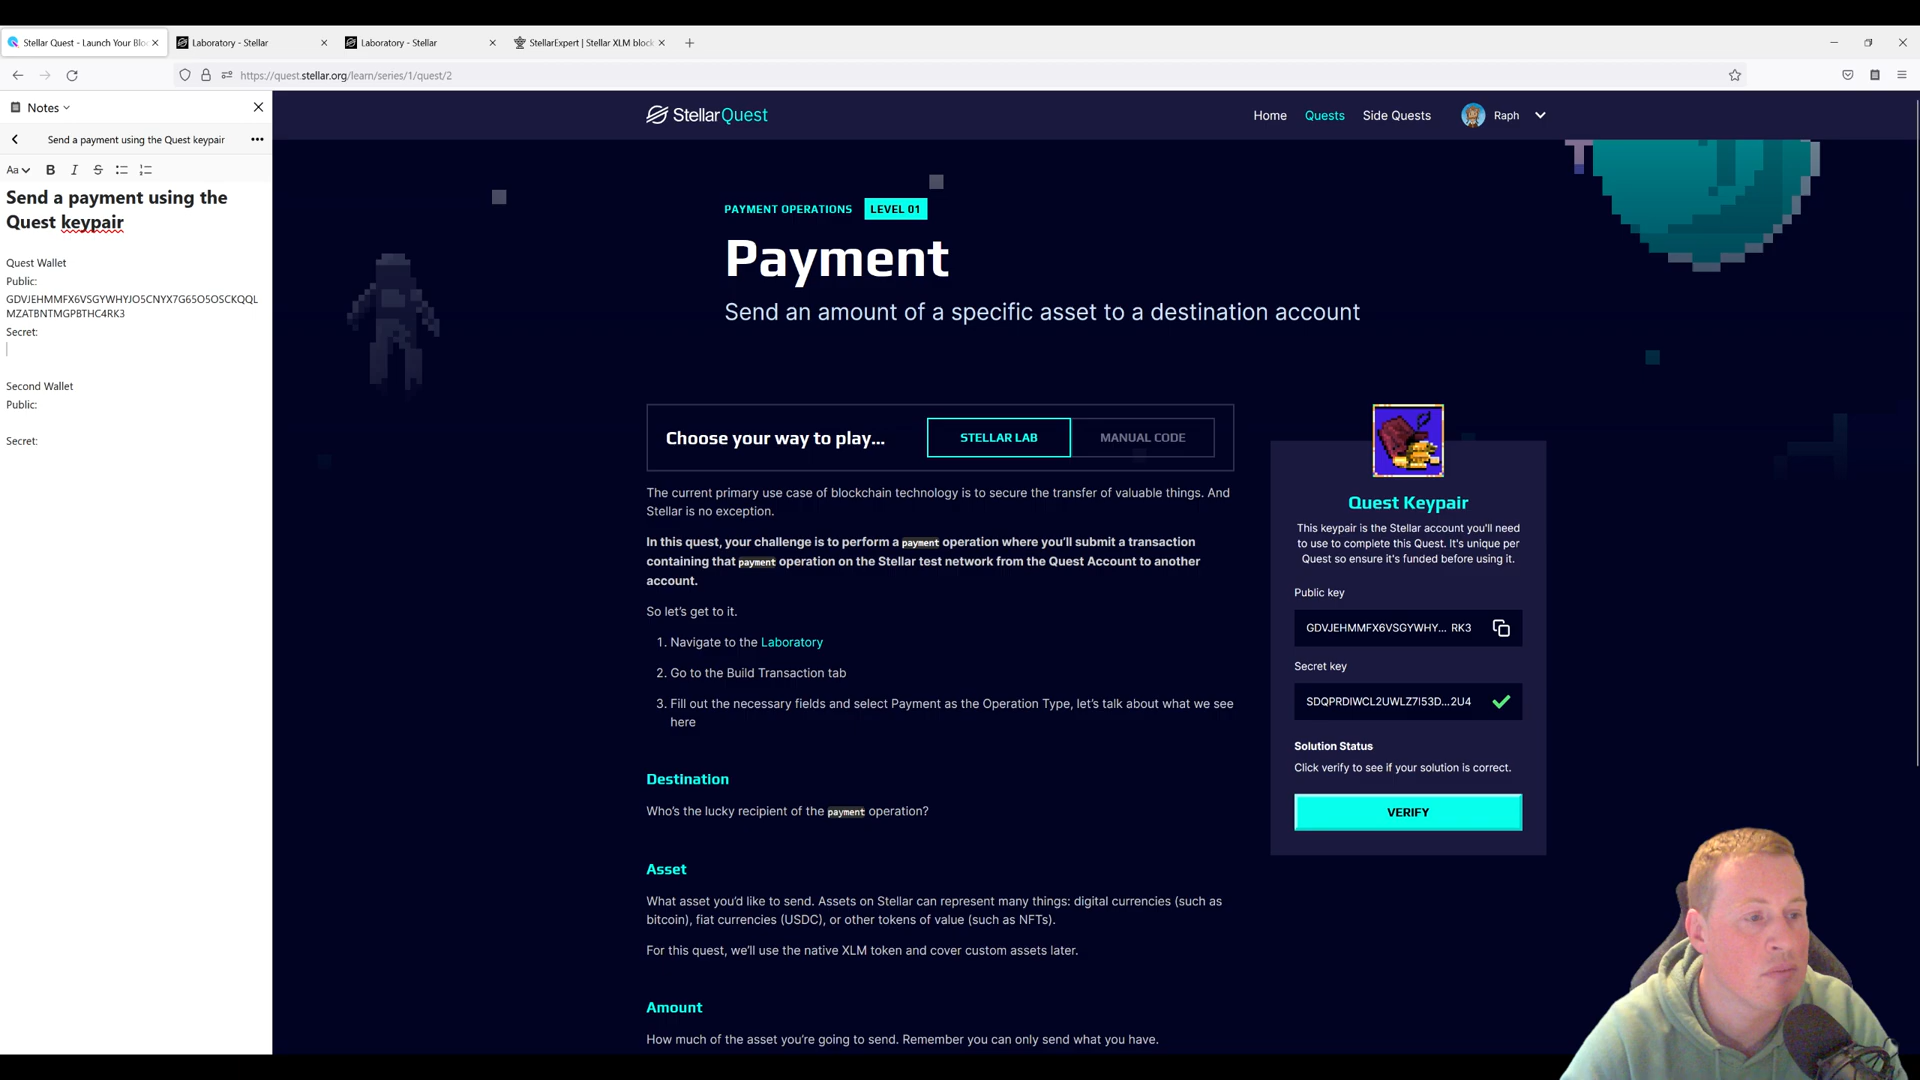 Stellar Quest - Launch Your Bloc
Laboratory - Stellar
Laboratory - Stellar
StellarExpert | Stellar XLM block
https://quest.stellar.org/learn/series/1/quest/2
Notes
Send a payment using the Quest keypair
Aa
B
I
S
Send a payment using the
Quest keypair
Quest Wallet
Public:
GDVJEHMMFX6VSGYWHYJO5CNYX7G65O5OSCKQQL
MZATBNTMGPBTHC4RK3
Secret:
Second Wallet
Public:
Secret:
StellarQuest
Home
Quests
Side Quests
Raph
PAYMENT OPERATIONS
LEVEL 01
Payment
Send an amount of a specific asset to a destination account
Choose your way to play...
STELLAR LAB
MANUAL CODE
The current primary use case of blockchain technology is to secure the transfer of valuable things. And
Stellar is no exception.
In this quest, your challenge is to perform a payment operation where you'll submit a transaction
containing that payment operation on the Stellar test network from the Quest Account to another
account.
So let's get to it.
1. Navigate to the Laboratory
2. Go to the Build Transaction tab
3. Fill out the necessary fields and select Payment as the Operation Type, let's talk about what we see
here
Destination
Who's the lucky recipient of the payment operation?
Asset
What asset you'd like to send. Assets on Stellar can represent many things: digital currencies (such as
bitcoin), fiat currencies (USDC), or other tokens of value (such as NFTs).
For this quest, we'll use the native XLM token and cover custom assets later.
Amount
How much of the asset you're going to send. Remember you can only send what you have.
Quest Keypair
This keypair is the Stellar account you'll need
to use to complete this Quest. It's unique per
Quest so ensure it's funded before using it.
Public key
GDVJEHMMFX6VSGYWHY... RK3
Secret key
SDQPRDIWCL2UWLZ7I53D...2U4
Solution Status
Click verify to see if your solution is correct.
VERIFY